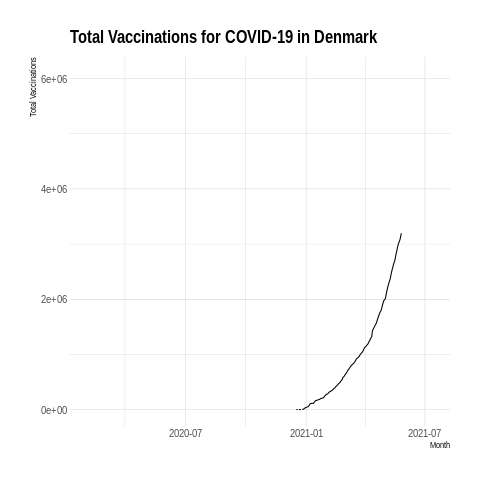 Total Vaccinations for COVID-19 in Denmark
Total Vaccinations
6e+06
4e+06
2e+06
0e+00
2020-07 2021-01 2021-07
Month